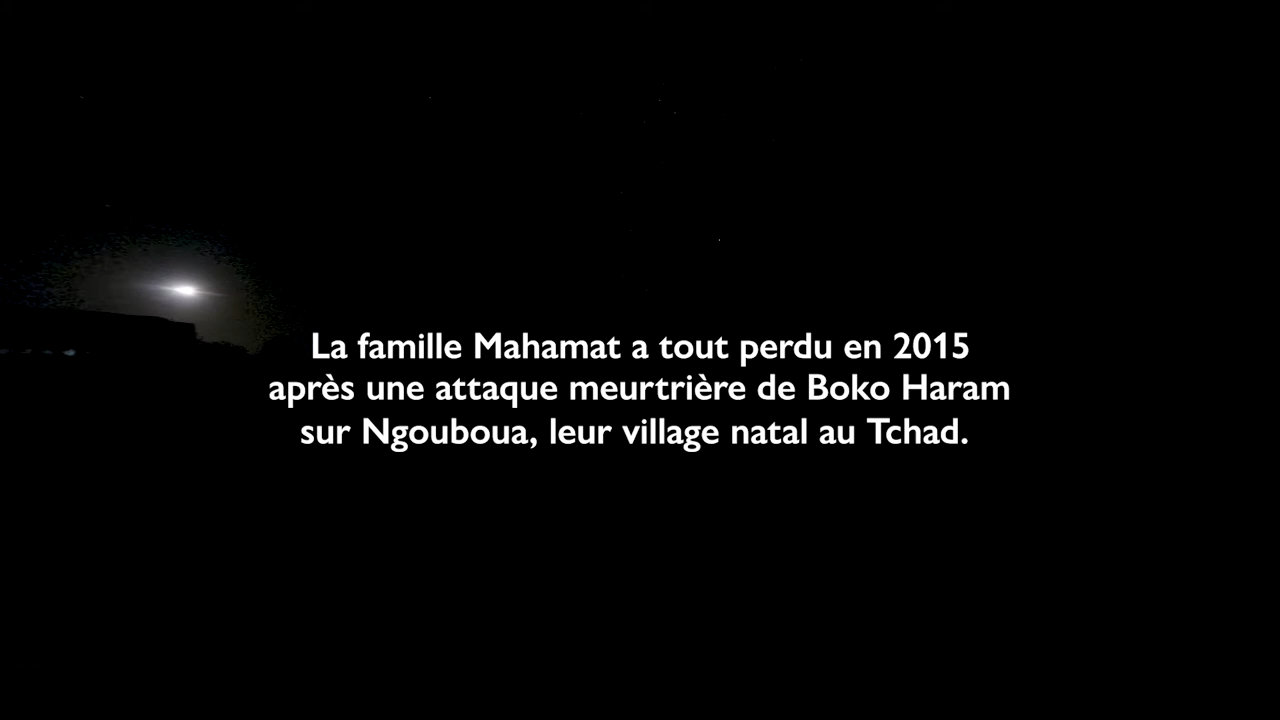 La famille Mahamat a tout perdu en 2015
après une attaque meurtrière de Boko Haram
sur Ngouboua, leur village natal au Tchad.